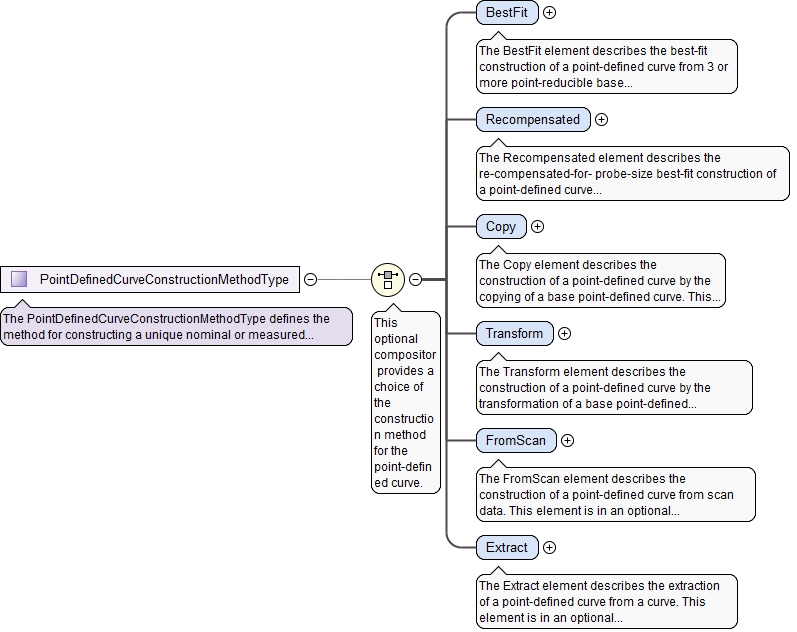 BestFit
The BestFit element describes the best-fit
construction of a point-defined curve from 3 or
more point-reducible base...
Recompensated
The Recompensated element describes the
re-compensated-for- probe-size best-fit construction of
a point-defined curve...
Copy
The Copy element describes the
construction of a point-defined curve by the
copying of a base point-defined curve. This...
PointDefinedCurveConstructionMethodType
The PointDefinedCurveConstructionMethodType defines the
method for constructing a unique nominal or measured...
This
optional
compositor
provides a
choice of
the
constructio
n method
for the
point-defin
ed curve.
Transform
The Transform element describes the
construction of a point-defined curve by the
transformation of a base point-defined...
FromScan
The FromScan element describes the
construction of a point-defined curve from scan
data. This element is in an optional...
Extract
The Extract element describes the extraction
of a point-defined curve from a curve. This
element is in an optional...